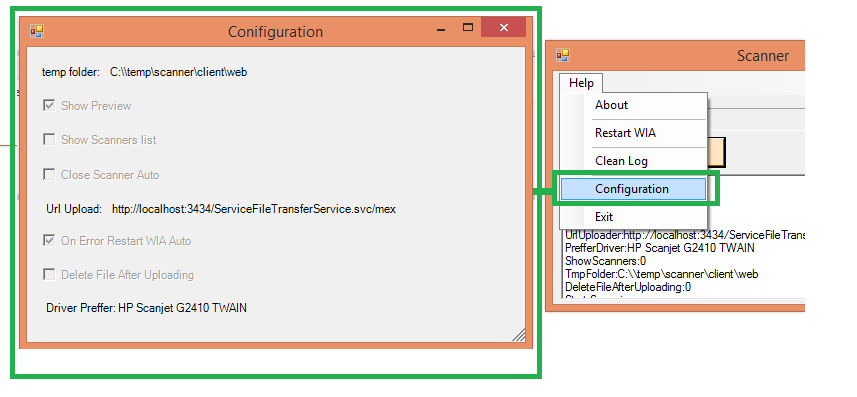 Configuration
temp folder: C:\\temp\scanner\client\web
Show Preview
Show Scanners list
Close Scanner Auto
Url Upload: http://localhost:3434/ServiceFileTransferService.svc/mex
On Error Restart WIA Auto
Delete File After Uploading
Driver Preffer: HP Scanjet G2410 TWAIN
Scanner
Help
About
Restart WIA
Clean Log
Configuration
Exit
UrlUploader:http://localhost:3434/ServiceFileTrans
PrefferDriver:HP Scanjet G2410 TWAIN
ShowScanners:0
TmpFolder:C:\\temp\scanner\client\web
DeleteFileAfterUploading:0